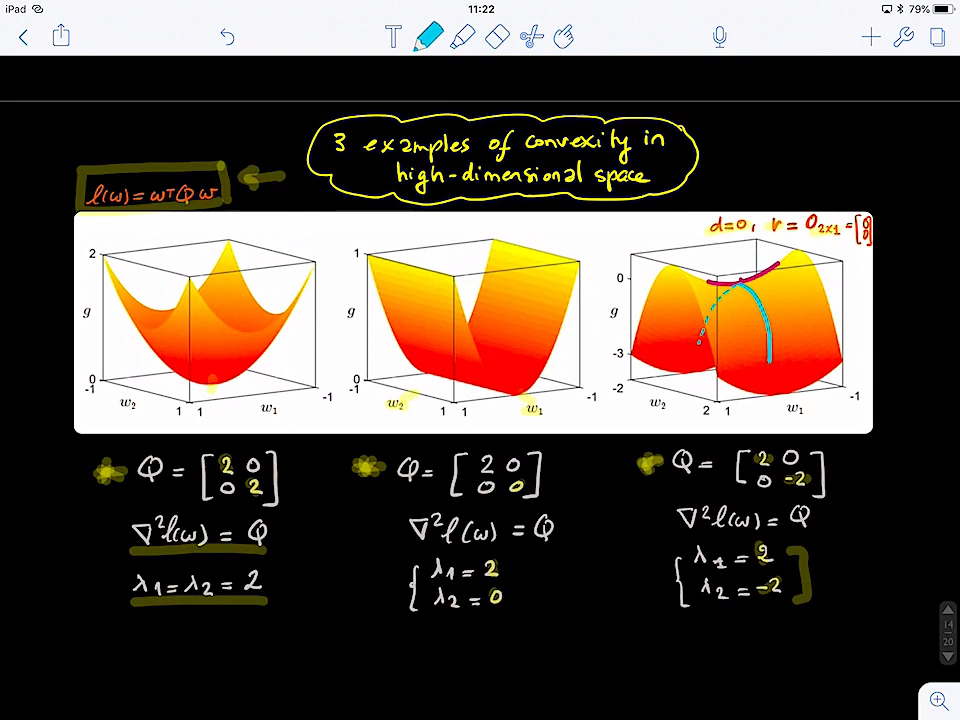 iPad 11:22 79%
T
3 examples of convexity in
high-dimensional space
l(w) = wᵀQ w
d=0, r = 0₂ₓ₁ = [0 0]
2
g
0
-1
w₂
1 1
w₁
-1
1
g
0
-1
w₂
1 1
w₁
-1
0
g
-3
-2
w₂
2 1
w₁
-1
Q = [2 0
0 2]
∇²l(w) = Q
λ₁ = λ₂ = 2
Q = [2 0
0 0]
∇²l(w) = Q
{ λ₁ = 2
λ₂ = 0
Q = [2 0
0 -2]
∇²l(w) = Q
{ λ₁ = 2
λ₂ = -2 ]
14
20